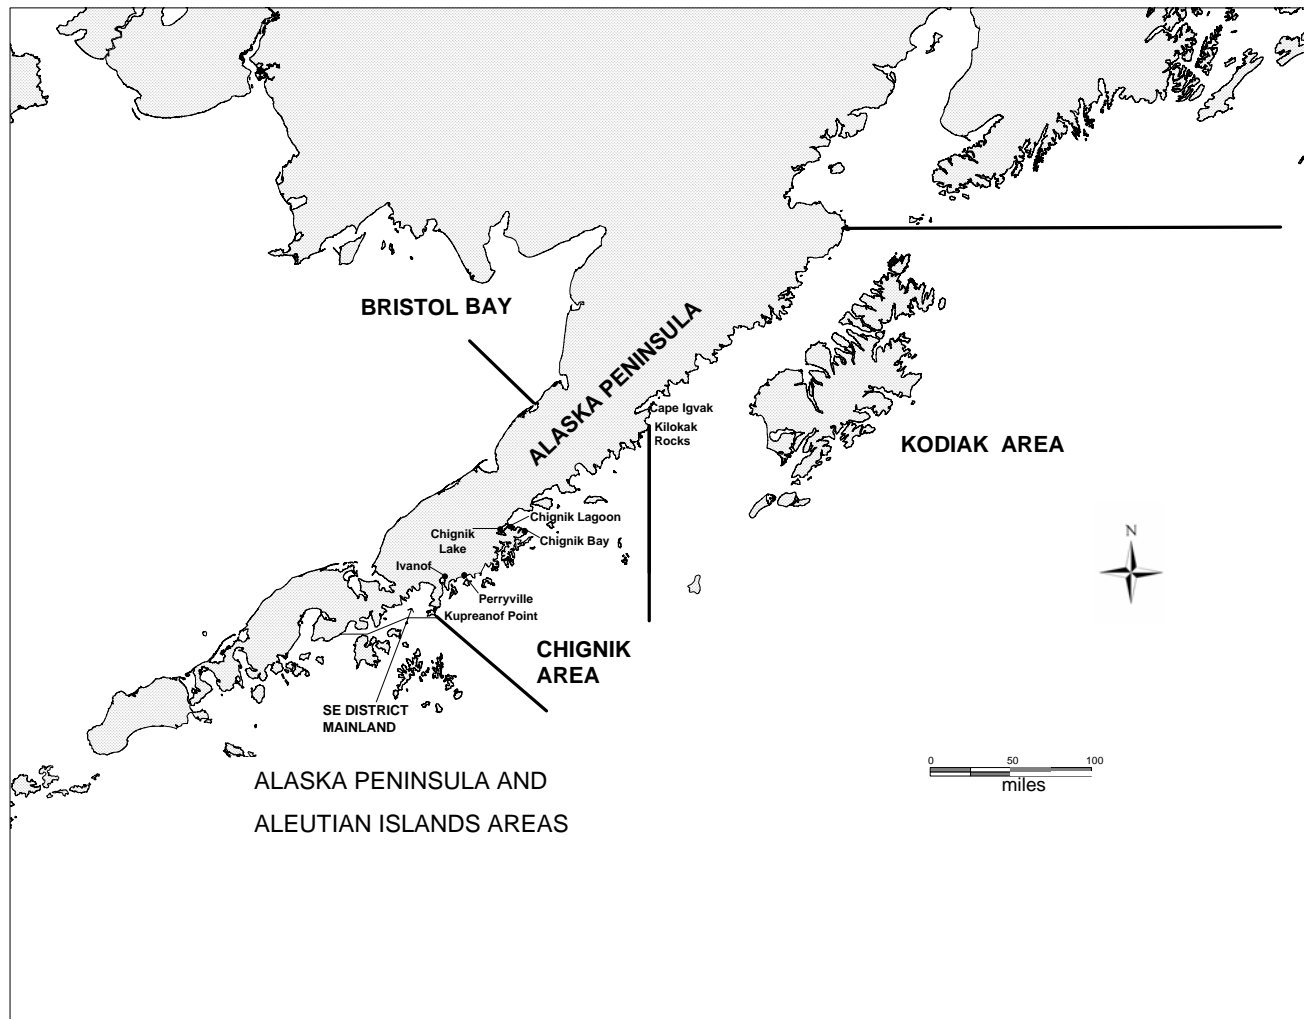 BRISTOL BAY
ALASKA PENINSULA
Cape Igvak
Kilokak
Rocks
KODIAK AREA
Chignik Lagoon
Chignik
Lake
Chignik Bay
Ivanof
Perryville
Kupreanof Point
N
CHIGNIK
AREA
SE DISTRICT
MAINLAND
0 50 100
miles
ALASKA PENINSULA AND
ALEUTIAN ISLANDS AREAS